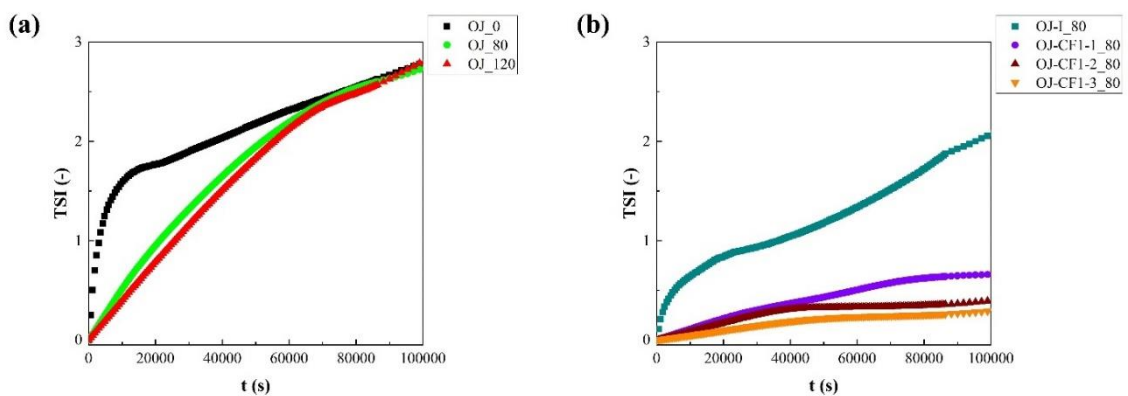 (a)
OJ_0
OJ_80
OJ_120
3
2
1
0
TSI (-)
0 20000 40000 60000 80000 100000
t (s)
(b)
OJ-I_80
OJ-CF1-1_80
OJ-CF1-2_80
OJ-CF1-3_80
3
2
1
0
TSI (-)
0 20000 40000 60000 80000 100000
t (s)